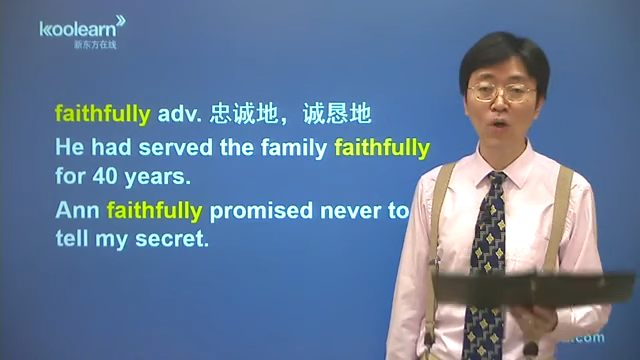 koolearn
新东方在线
faithfully adv. 忠诚地，诚恳地
He had served the family faithfully
for 40 years.
Ann faithfully promised never to
tell my secret.
.com